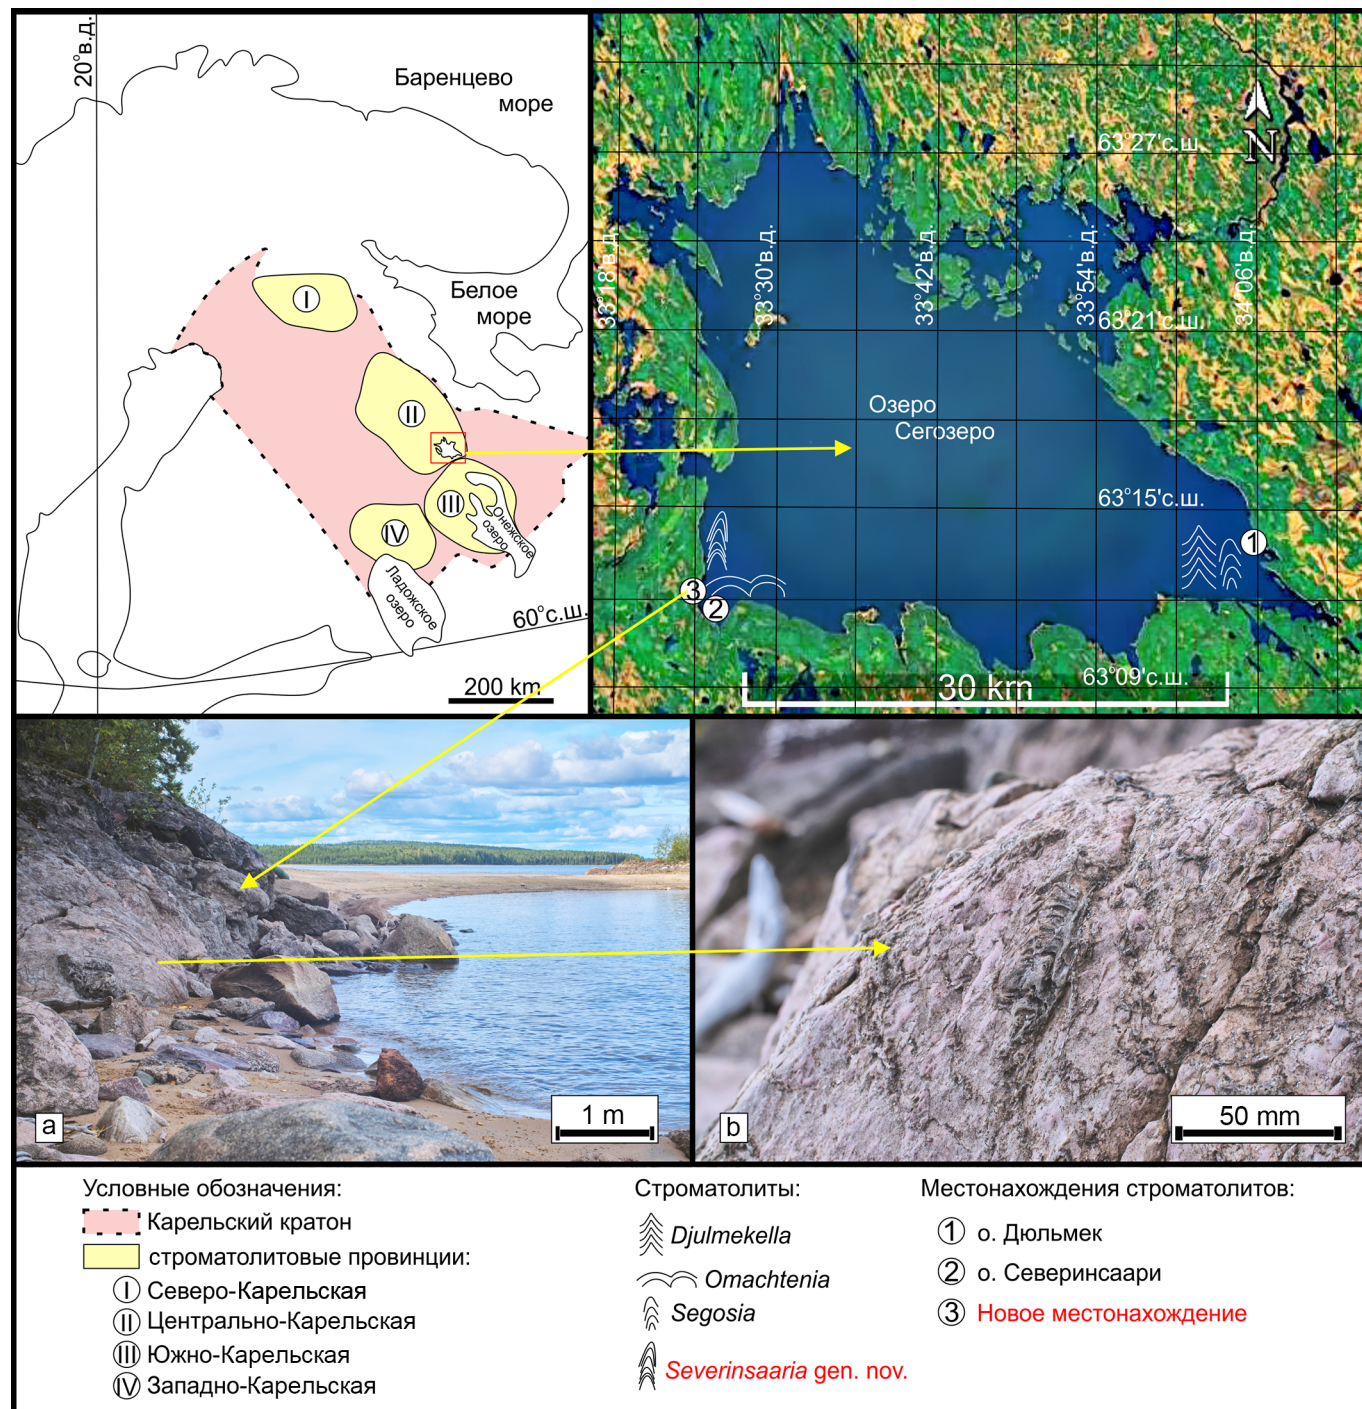 20°в.д.
Баренцево
море
Белое
море
I
II
III
IV
Онежское
озеро
Ладожское
озеро
60°с.ш.
200 km
N
63°27'с.ш.
33°18'в.д.
33°30'в.д.
33°42'в.д.
33°54'в.д.
34°06'в.д.
63°21'с.ш.
Озеро
Сегозеро
63°15'с.ш.
1
3
2
63°09'с.ш.
30 km
a
1 m
b
50 mm
Условные обозначения:
Карельский кратон
строматолитовые провинции:
I Северо-Карельская
II Центрально-Карельская
III Южно-Карельская
IV Западно-Карельская
Строматолиты:
Djulmekella
Omachtenia
Segosia
Severinsaaria gen. nov.
Местонахождения строматолитов:
1 о. Дюльмек
2 о. Северинсаари
3 Новое местонахождение